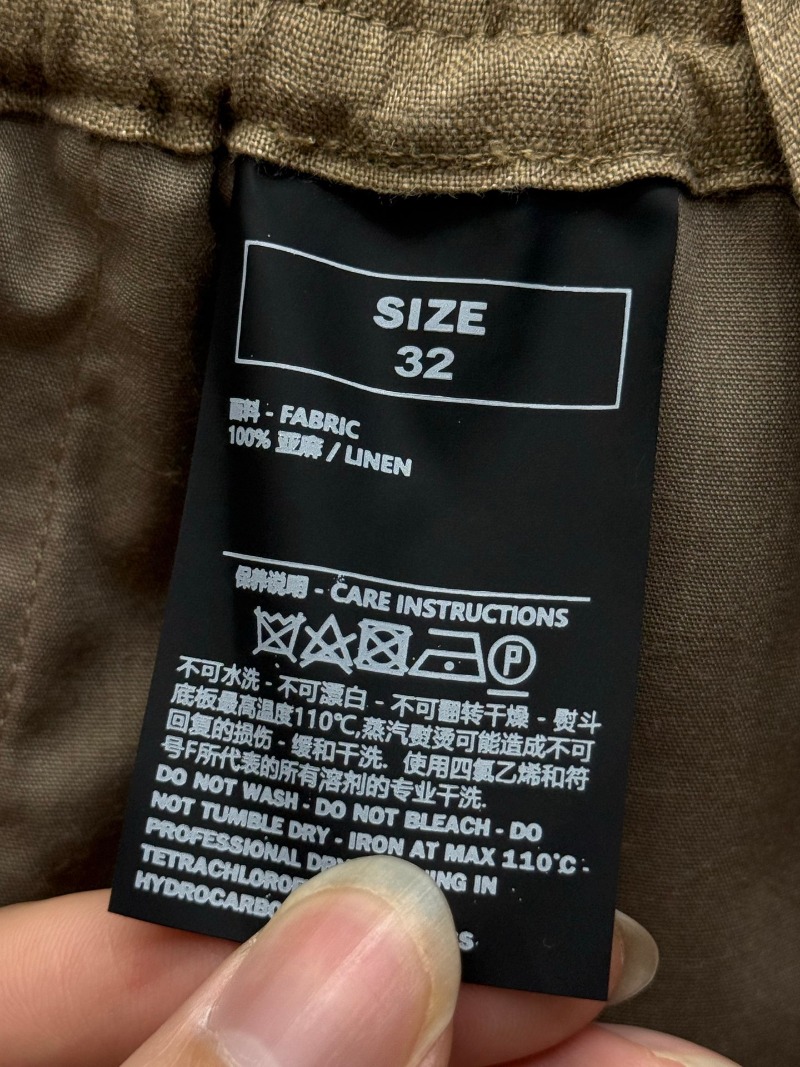 SIZE
32
面料 - FABRIC
100% 亚麻 / LINEN
保养说明 - CARE INSTRUCTIONS
P
不可水洗 - 不可漂白 - 不可翻转干燥 - 熨斗
底板最高温度110℃,蒸汽熨烫可能造成不可
回复的损伤 - 缓和干洗. 使用四氯乙烯和符
号F所代表的所有溶剂的专业干洗.
DO NOT WASH - DO NOT BLEACH - DO
NOT TUMBLE DRY - IRON AT MAX 110°C -
PROFESSIONAL IN